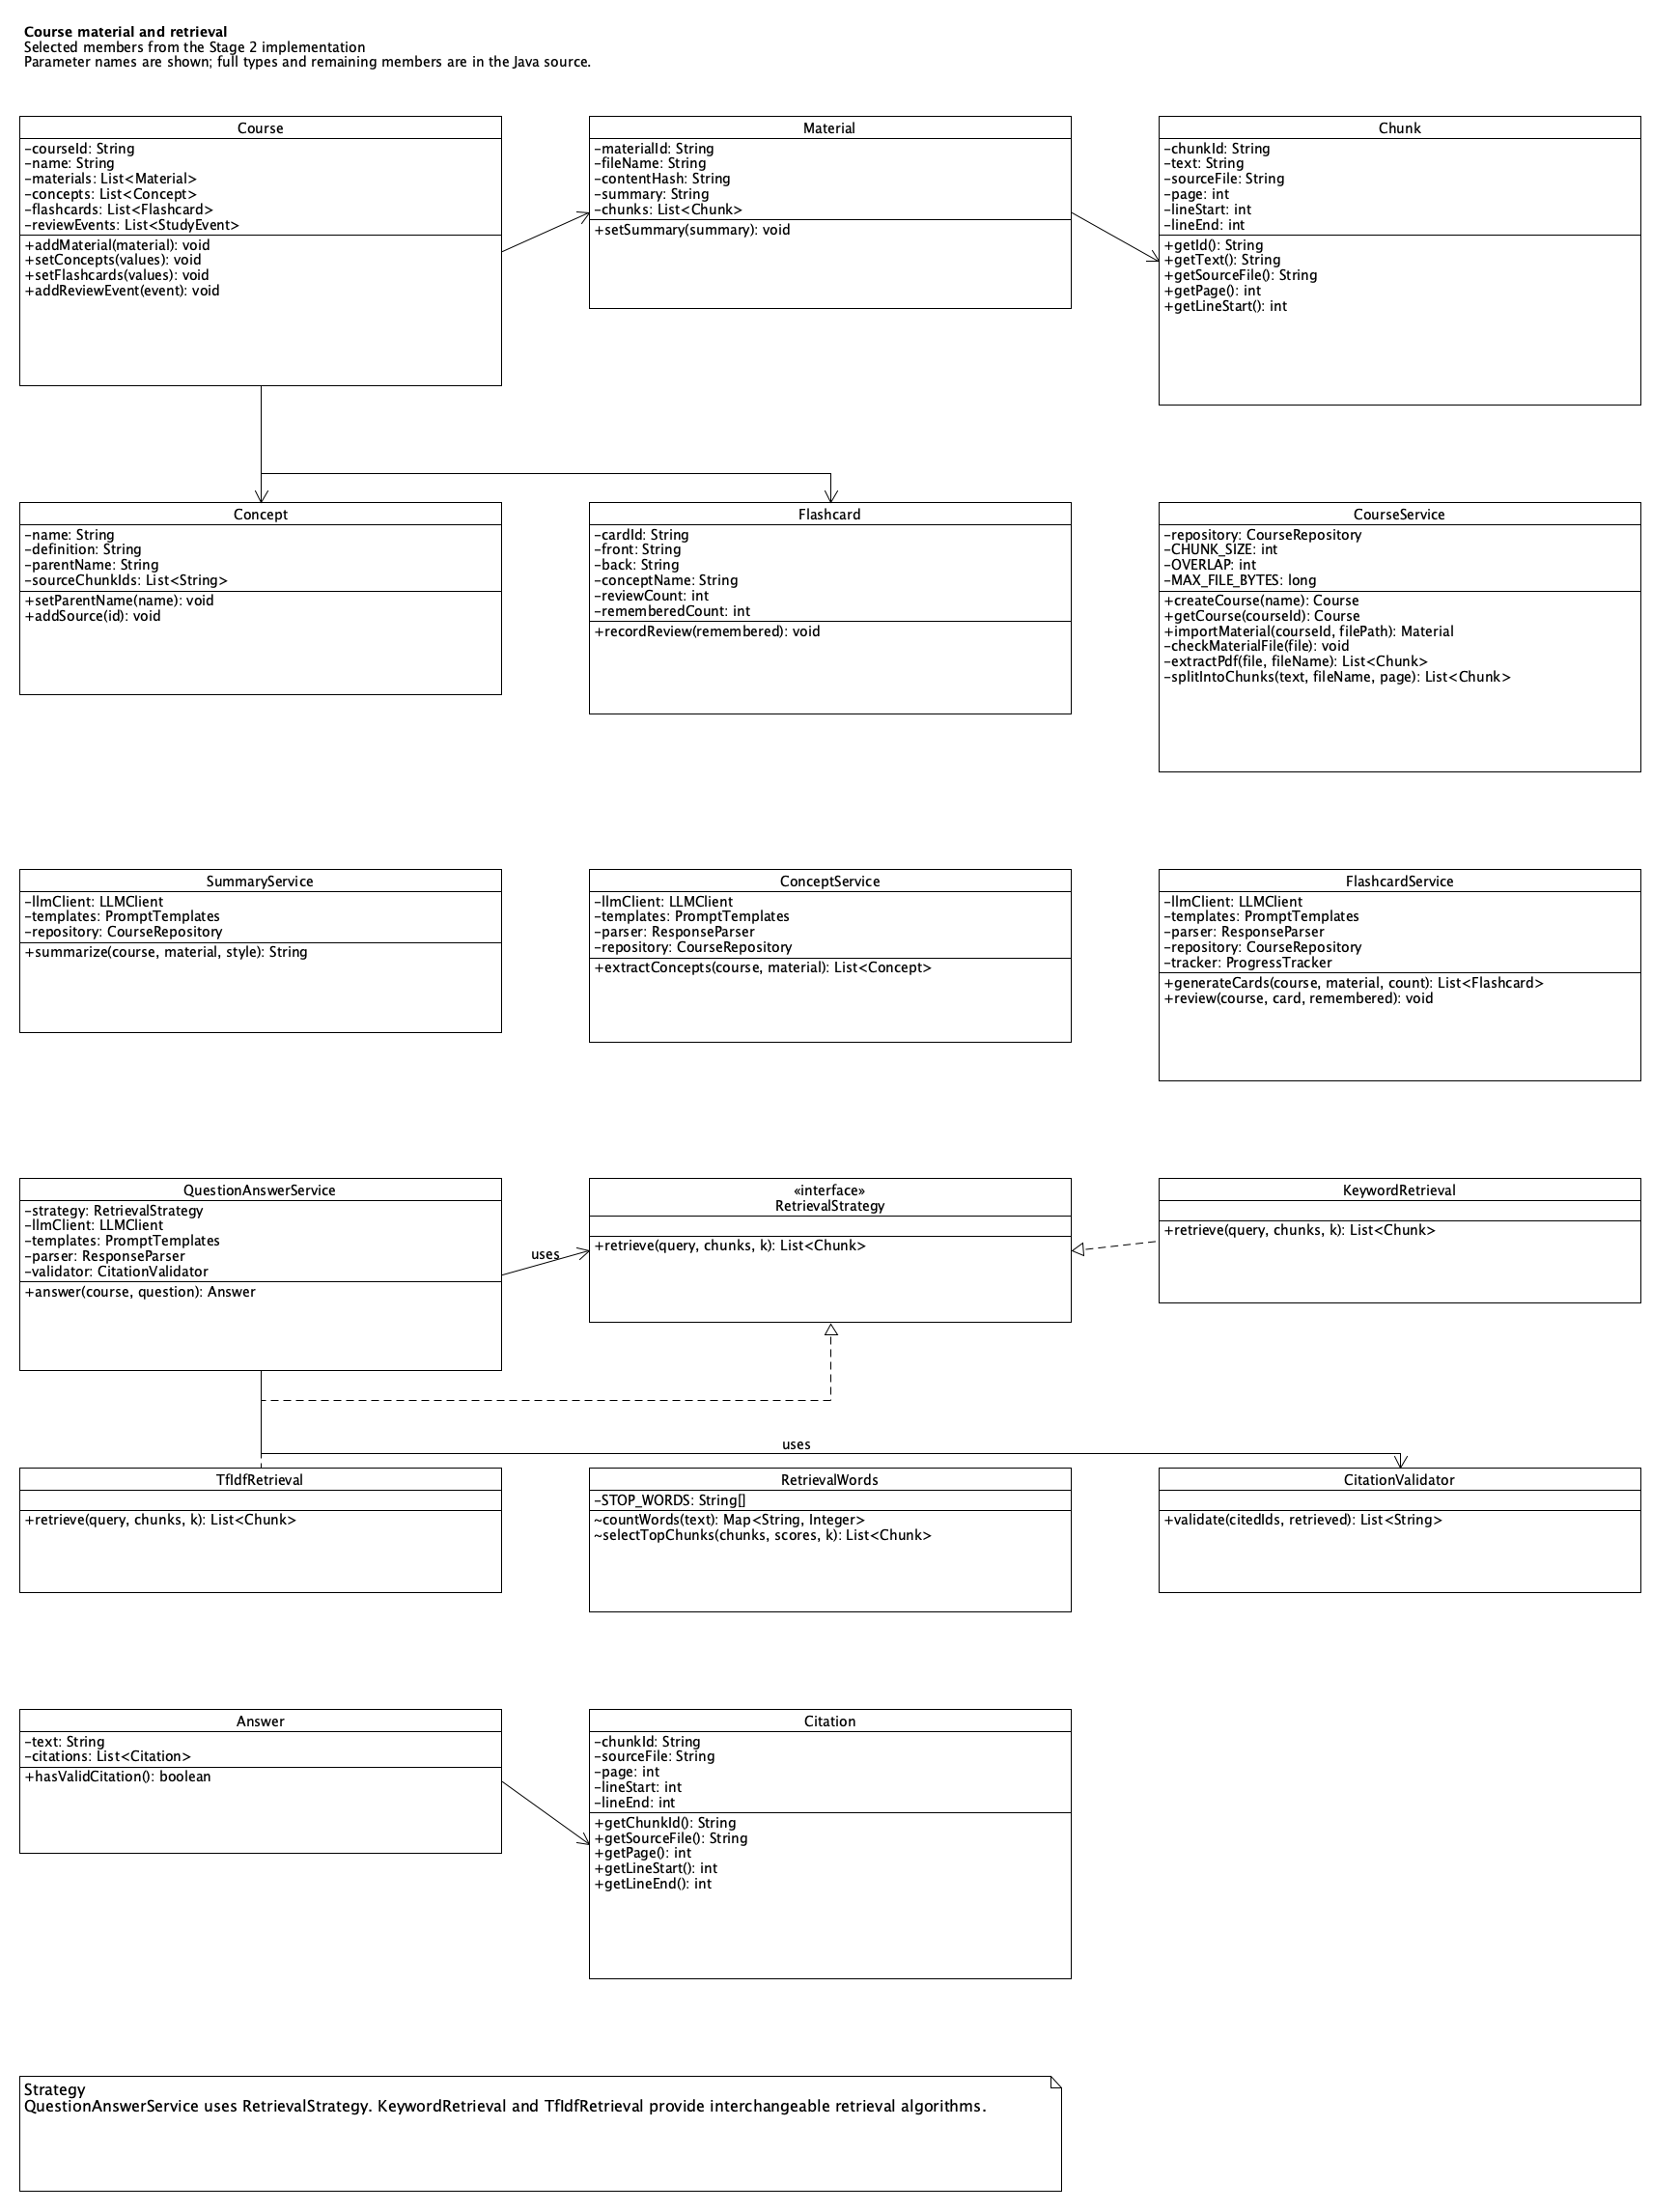 Course material and retrieval
Selected members from the Stage 2 implementation
Parameter names are shown; full types and remaining members are in the Java source.
Course
-courseId: String
-name: String
-materials: List<Material>
-concepts: List<Concept>
-flashcards: List<Flashcard>
-reviewEvents: List<StudyEvent>
+addMaterial(material): void
+setConcepts(values): void
+setFlashcards(values): void
+addReviewEvent(event): void
Material
-materialId: String
-fileName: String
-contentHash: String
-summary: String
-chunks: List<Chunk>
+setSummary(summary): void
Chunk
-chunkId: String
-text: String
-sourceFile: String
-page: int
-lineStart: int
-lineEnd: int
+getId(): String
+getText(): String
+getSourceFile(): String
+getPage(): int
+getLineStart(): int
Concept
-name: String
-definition: String
-parentName: String
-sourceChunkIds: List<String>
+setParentName(name): void
+addSource(id): void
Flashcard
-cardId: String
-front: String
-back: String
-conceptName: String
-reviewCount: int
-rememberedCount: int
+recordReview(remembered): void
CourseService
-repository: CourseRepository
-CHUNK_SIZE: int
-OVERLAP: int
-MAX_FILE_BYTES: long
+createCourse(name): Course
+getCourse(courseId): Course
+importMaterial(courseId, filePath): Material
-checkMaterialFile(file): void
-extractPdf(file, fileName): List<Chunk>
-splitIntoChunks(text, fileName, page): List<Chunk>
SummaryService
-llmClient: LLMClient
-templates: PromptTemplates
-repository: CourseRepository
+summarize(course, material, style): String
ConceptService
-llmClient: LLMClient
-templates: PromptTemplates
-parser: ResponseParser
-repository: CourseRepository
+extractConcepts(course, material): List<Concept>
FlashcardService
-llmClient: LLMClient
-templates: PromptTemplates
-parser: ResponseParser
-repository: CourseRepository
-tracker: ProgressTracker
+generateCards(course, material, count): List<Flashcard>
+review(course, card, remembered): void
QuestionAnswerService
-strategy: RetrievalStrategy
-llmClient: LLMClient
-templates: PromptTemplates
-parser: ResponseParser
-validator: CitationValidator
+answer(course, question): Answer
uses
«interface»
RetrievalStrategy
+retrieve(query, chunks, k): List<Chunk>
KeywordRetrieval
+retrieve(query, chunks, k): List<Chunk>
uses
TfIdfRetrieval
+retrieve(query, chunks, k): List<Chunk>
RetrievalWords
-STOP_WORDS: String[]
~countWords(text): Map<String, Integer>
~selectTopChunks(chunks, scores, k): List<Chunk>
CitationValidator
+validate(citedIds, retrieved): List<String>
Answer
-text: String
-citations: List<Citation>
+hasValidCitation(): boolean
Citation
-chunkId: String
-sourceFile: String
-page: int
-lineStart: int
-lineEnd: int
+getChunkId(): String
+getSourceFile(): String
+getPage(): int
+getLineStart(): int
+getLineEnd(): int
Strategy
QuestionAnswerService uses RetrievalStrategy. KeywordRetrieval and TfIdfRetrieval provide interchangeable retrieval algorithms.